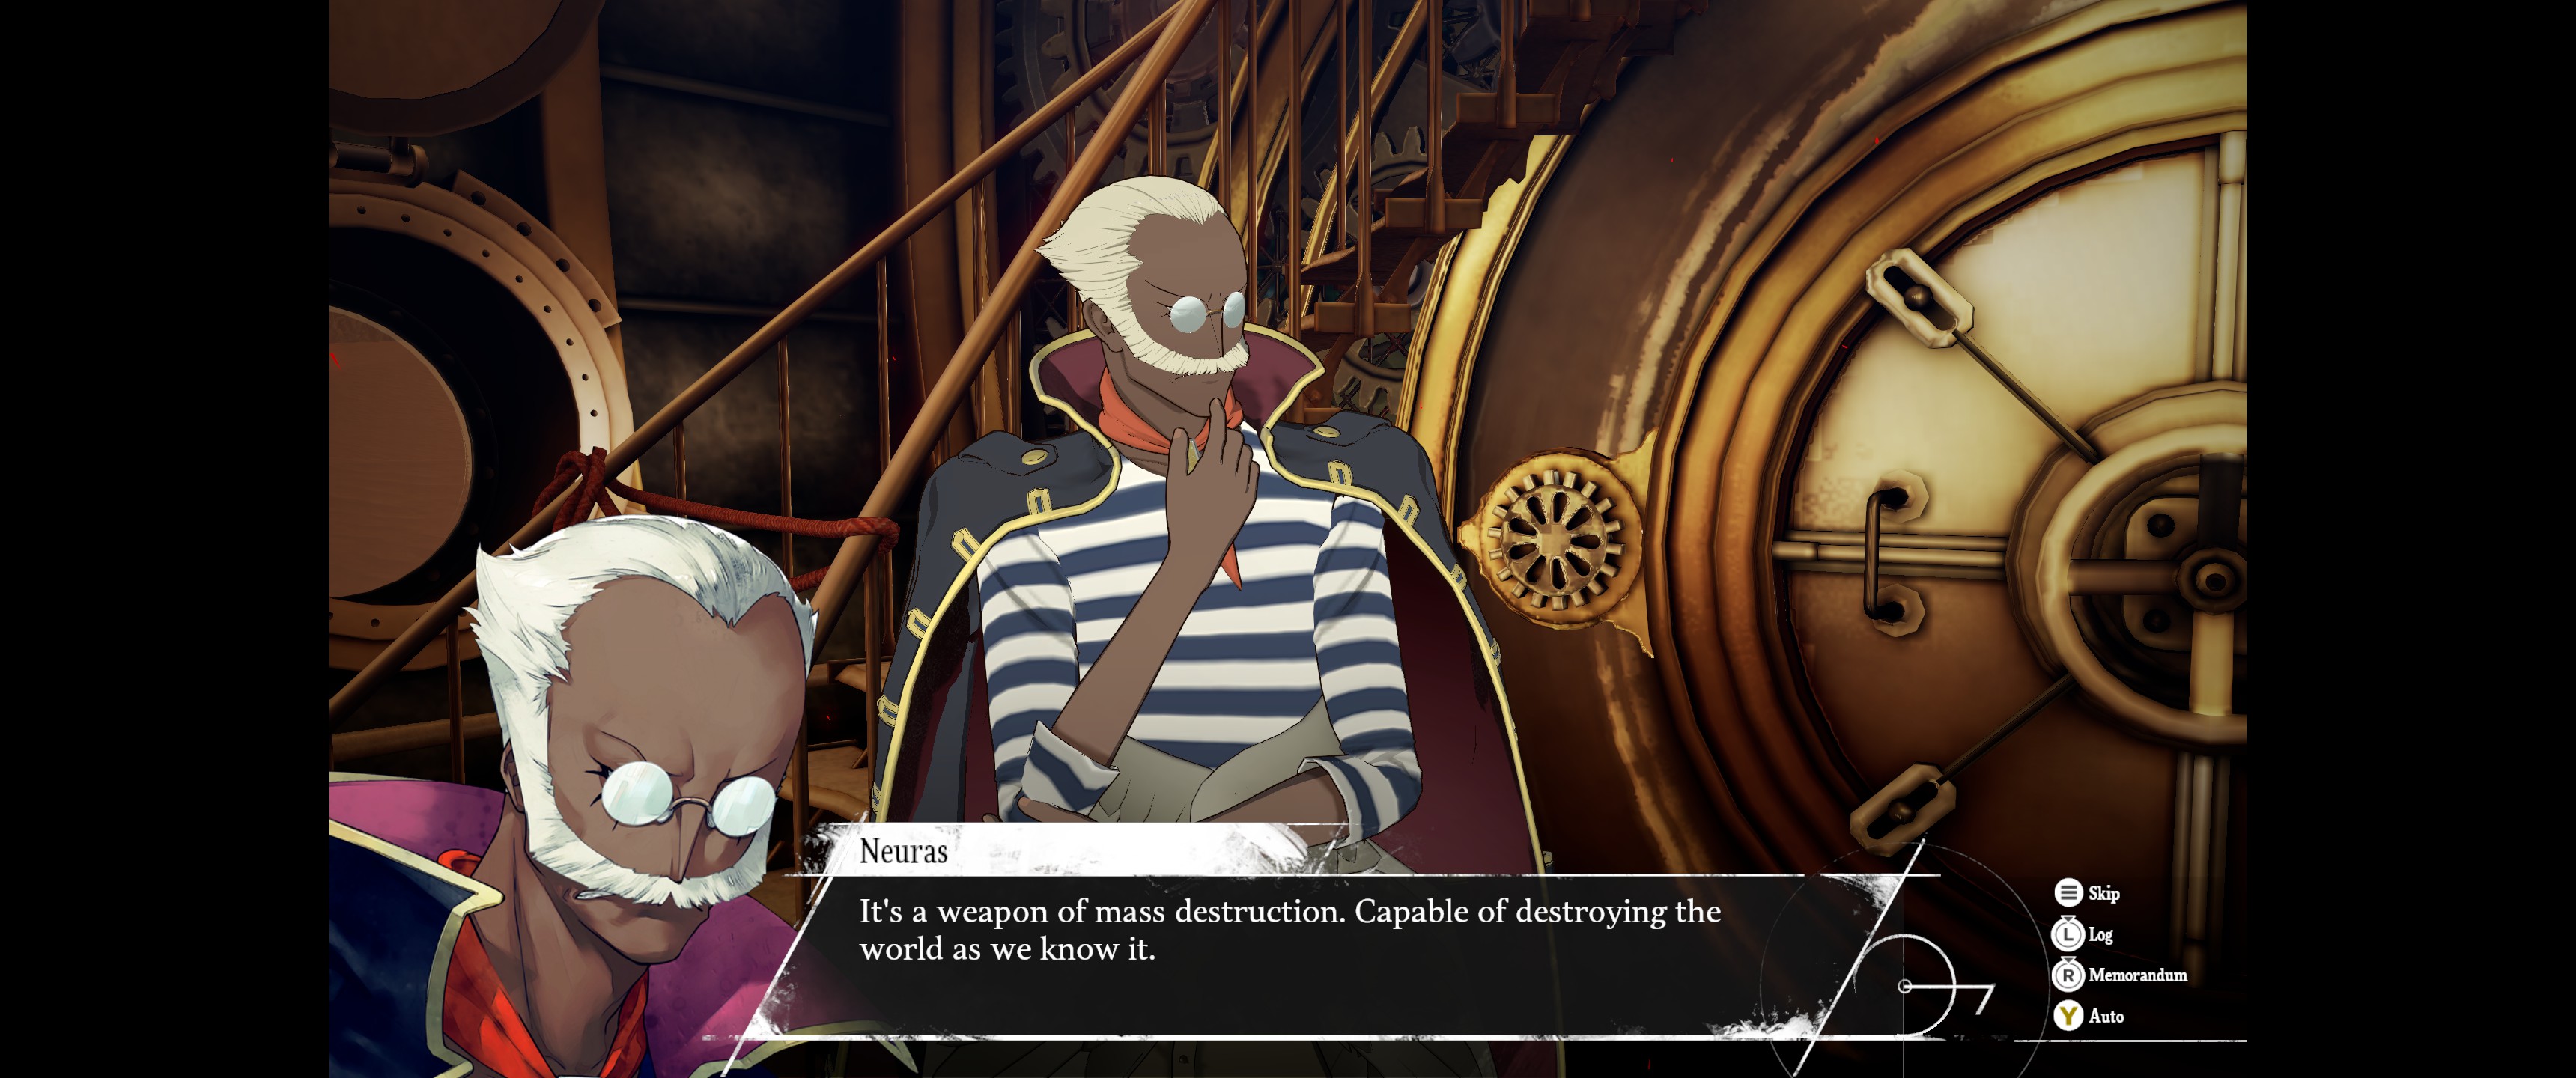 Neuras
It's a weapon of mass destruction. Capable of destroying the
world as we know it.
Skip
L Log
R Memorandum
Y Auto